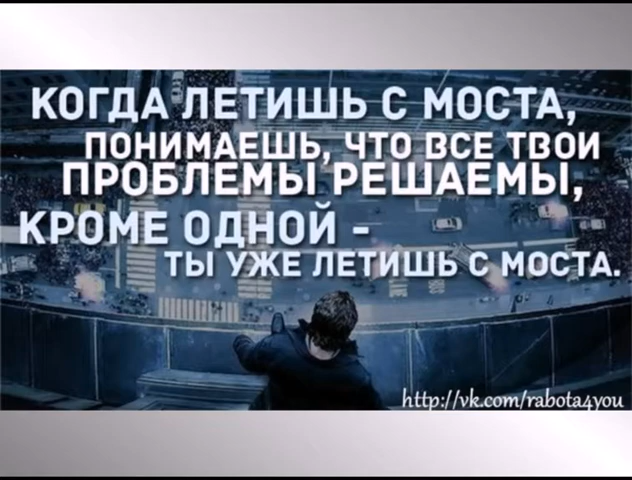 КОГДА ЛЕТИШЬ С МОСТА,
ПОНИМАЕШЬ, ЧТО ВСЕ ТВОИ
ПРОБЛЕМЫ РЕШАЕМЫ,
КРОМЕ ОДНОЙ -
ТЫ УЖЕ ЛЕТИШЬ С МОСТА.
http://vk.com/rabota4you